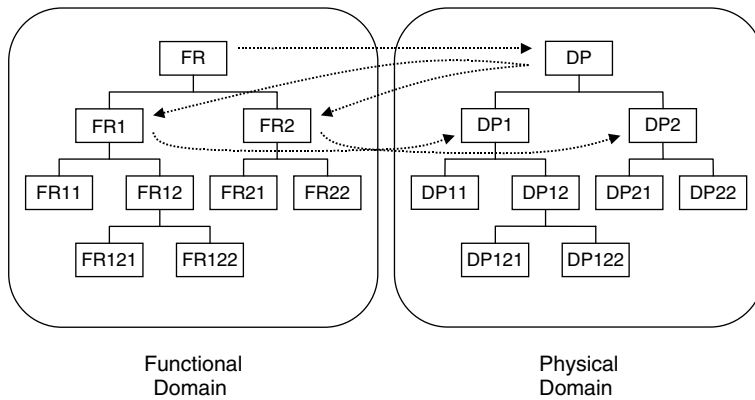 FR
DP
FR1
FR2
DP1
DP2
FR11
FR12
FR21
FR22
DP11
DP12
DP21
DP22
FR121
FR122
DP121
DP122
Functional
Domain
Physical
Domain